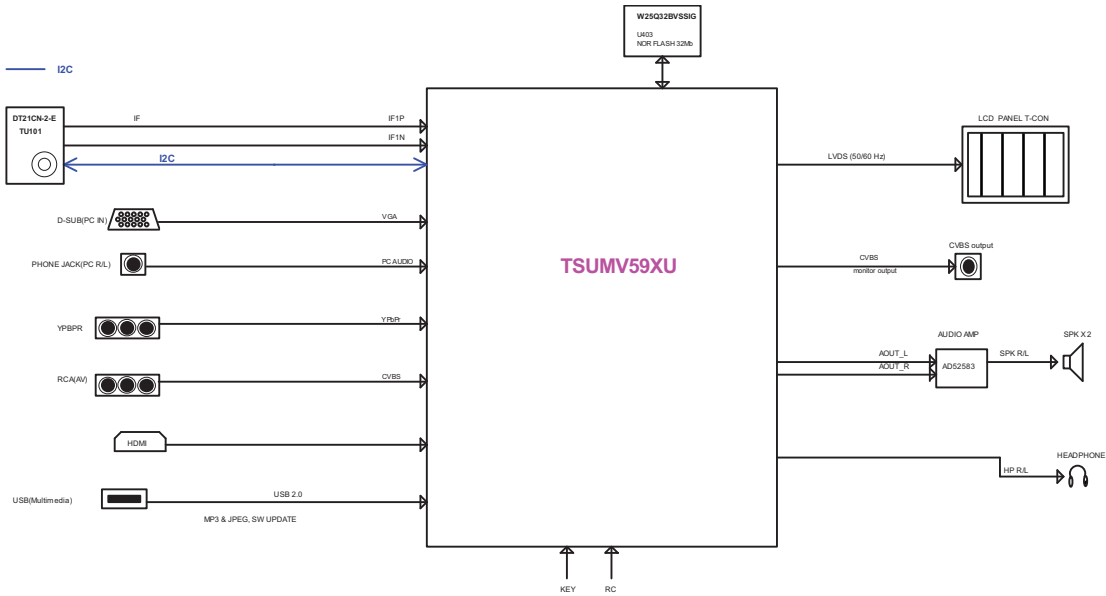 W25Q32BVSSIG
U403
NOR FLASH 32Mb
I2C
DT21CN-2-E
TU101
IF
IF1P
IF1N
I2C
LCD PANEL T-CON
LVDS (50/60 Hz)
D-SUB(PC IN)
VGA
PHONE JACK(PC R/L)
PC AUDIO
TSUMV59XU
CVBS output
CVBS
monitor output
YPBPR
YPbPr
AUDIO AMP
SPK X 2
AOUT_L
AOUT_R
AD52583
SPK R/L
RCA(AV)
CVBS
HDMI
HEADPHONE
HP R/L
USB(Multimedia)
USB 2.0
MP3 & JPEG, SW UPDATE
KEY
RC